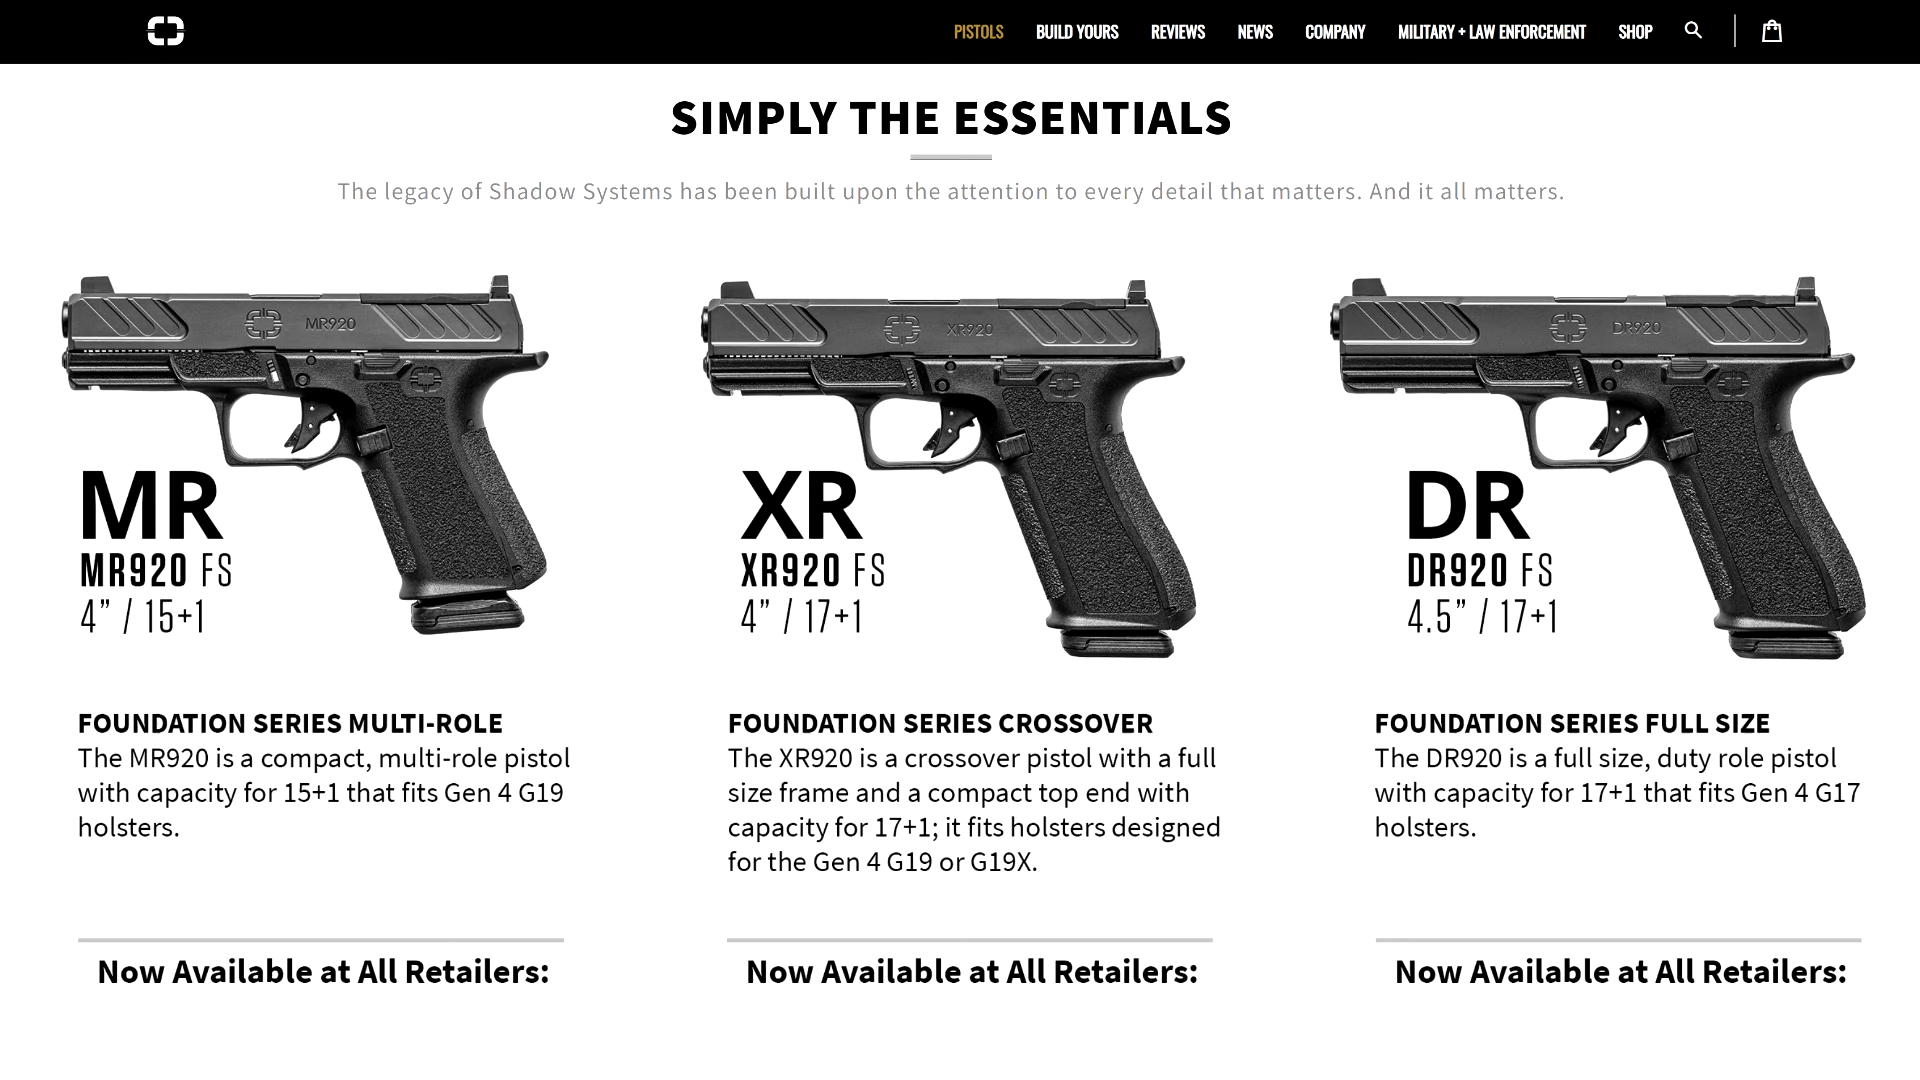 PISTOLS BUILD YOURS REVIEWS NEWS COMPANY MILITARY + LAW ENFORCEMENT SHOP
SIMPLY THE ESSENTIALS
The legacy of Shadow Systems has been built upon the attention to every detail that matters. And it all matters.
MR920
MR
MR920 FS
4” / 15+1
FOUNDATION SERIES MULTI-ROLE
The MR920 is a compact, multi-role pistol
with capacity for 15+1 that fits Gen 4 G19
holsters.
Now Available at All Retailers:
XR920
XR
XR920 FS
4” / 17+1
FOUNDATION SERIES CROSSOVER
The XR920 is a crossover pistol with a full
size frame and a compact top end with
capacity for 17+1; it fits holsters designed
for the Gen 4 G19 or G19X.
Now Available at All Retailers:
DR920
DR
DR920 FS
4.5” / 17+1
FOUNDATION SERIES FULL SIZE
The DR920 is a full size, duty role pistol
with capacity for 17+1 that fits Gen 4 G17
holsters.
Now Available at All Retailers: